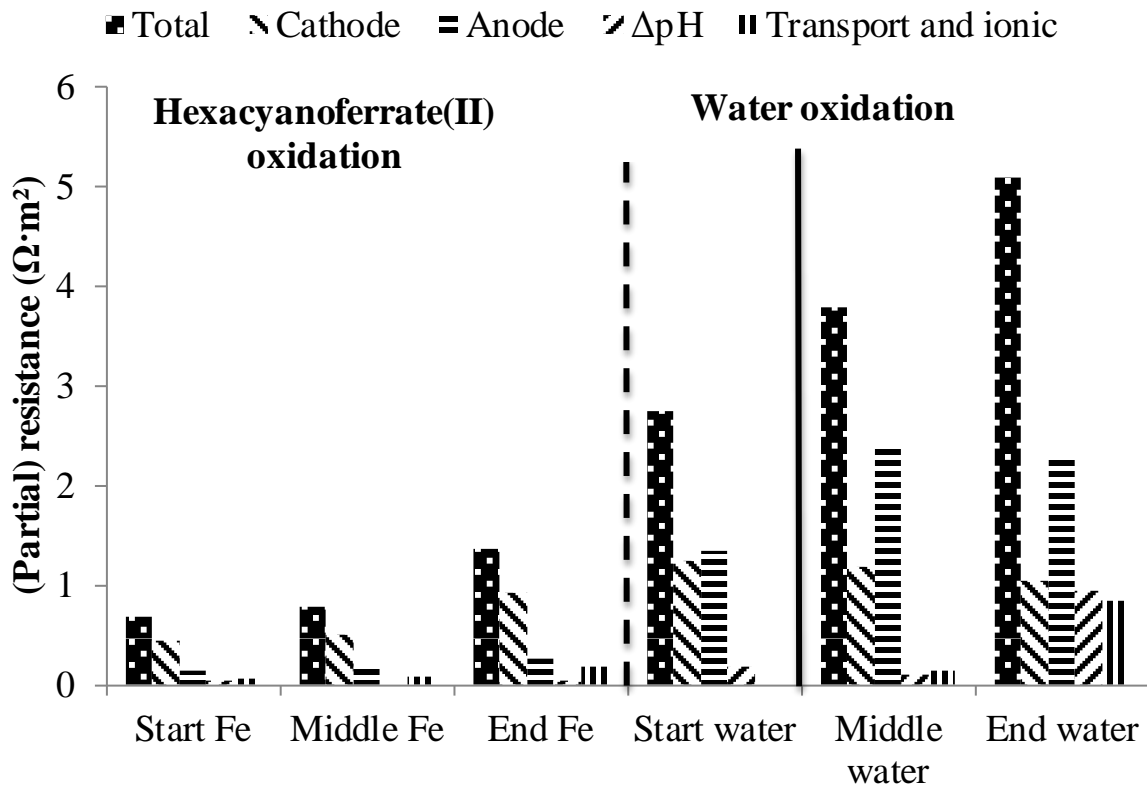 Total Cathode Anode ΔpH Transport and ionic
Hexacyanoferrate(II)
oxidation
Water oxidation
(Partial) resistance (Ω·m²)
6
5
4
3
2
1
0
Start Fe Middle Fe End Fe Start water Middle End water
water